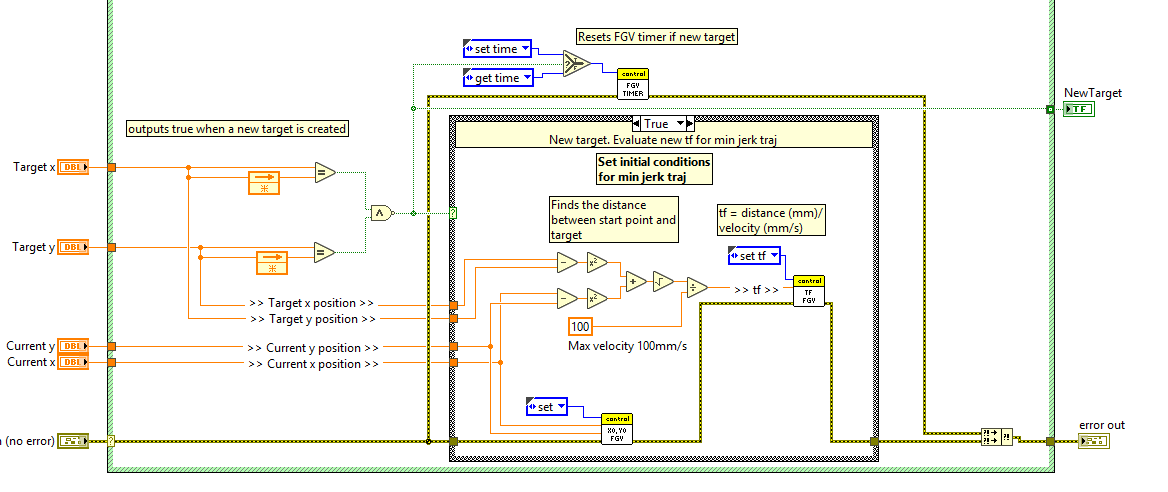 Resets FGV timer if new target
set time
get time
? T F
control
FGV
TIMER
NewTarget
TF
outputs true when a new target is created
True
New target. Evaluate new tf for min jerk traj
Set initial conditions
for min jerk traj
Target x
DBL
=
Λ
?
Finds the distance
between start point and
target
tf = distance (mm)/
velocity (mm/s)
Target y
DBL
=
set tf
control
TF
FGV
− x²
+ √ ÷
>> tf >>
− x²
>> Target x position >>
>> Target y position >>
100
Max velocity 100mm/s
Current y
DBL
>> Current y position >>
Current x
DBL
>> Current x position >>
set
control
X0,Y0
FGV
(no error)
?
error out